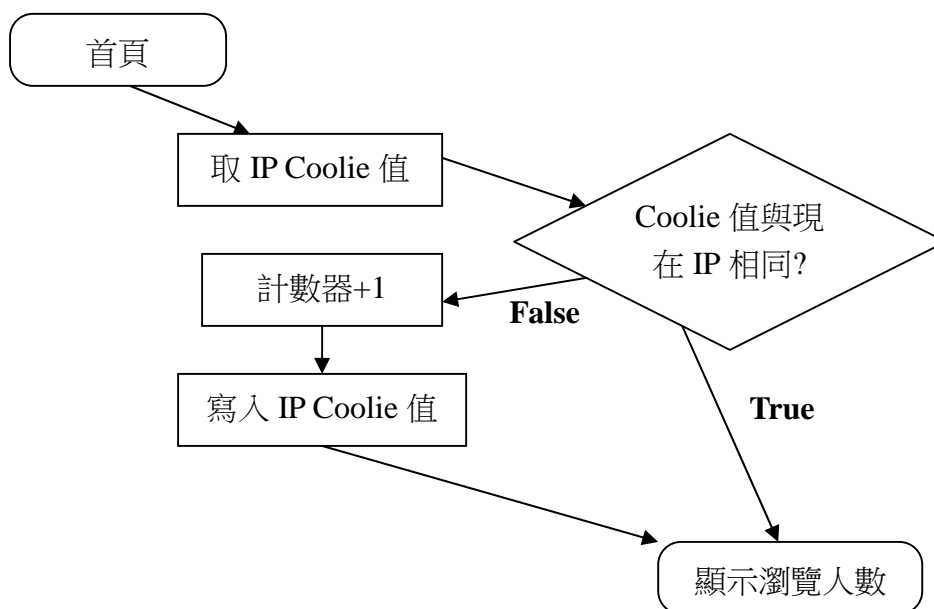 首頁
取 IP Coolie 值
Coolie 值與現
在 IP 相同?
計數器+1
False
寫入 IP Coolie 值
True
顯示瀏覽人數